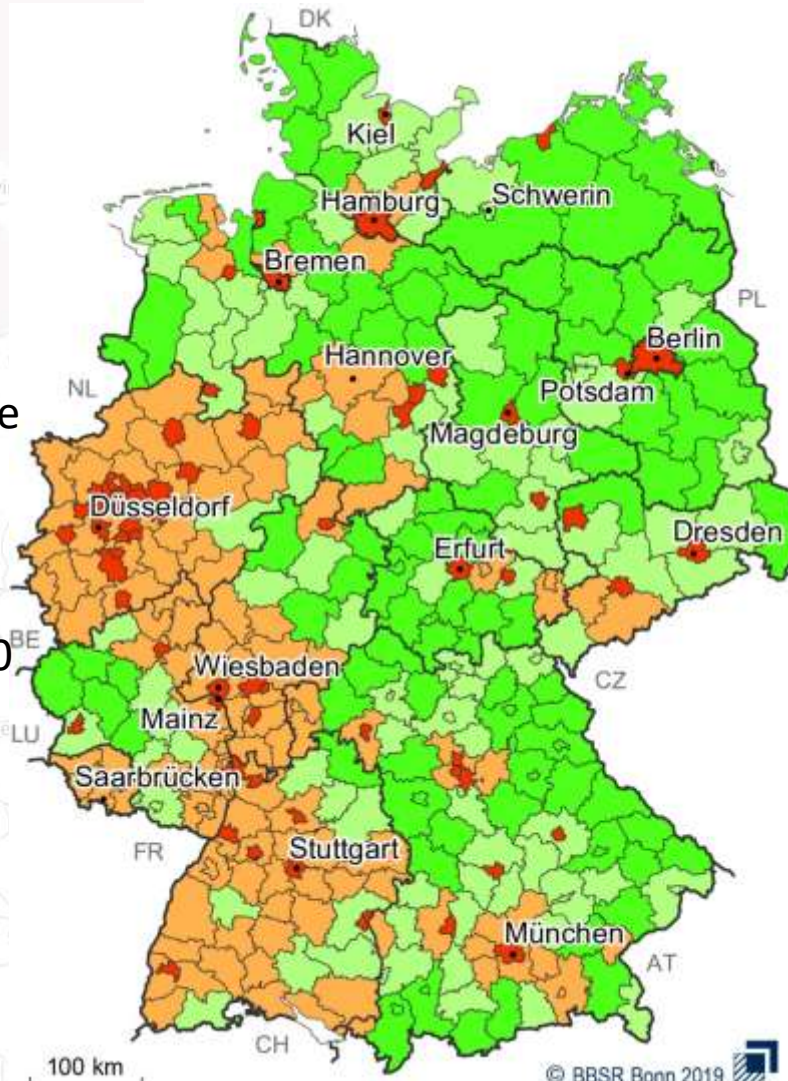 DK
Kiel
Hamburg
Schwerin
Bremen
PL
Berlin
Hannover
NL
Potsdam
e
Magdeburg
Düsseldorf
Dresden
Erfurt
BE
0
Wiesbaden
CZ
Mainz
LU
Saarbrücken
FR
Stuttgart
München
AT
CH
100 km
© BBSR Bonn 2019